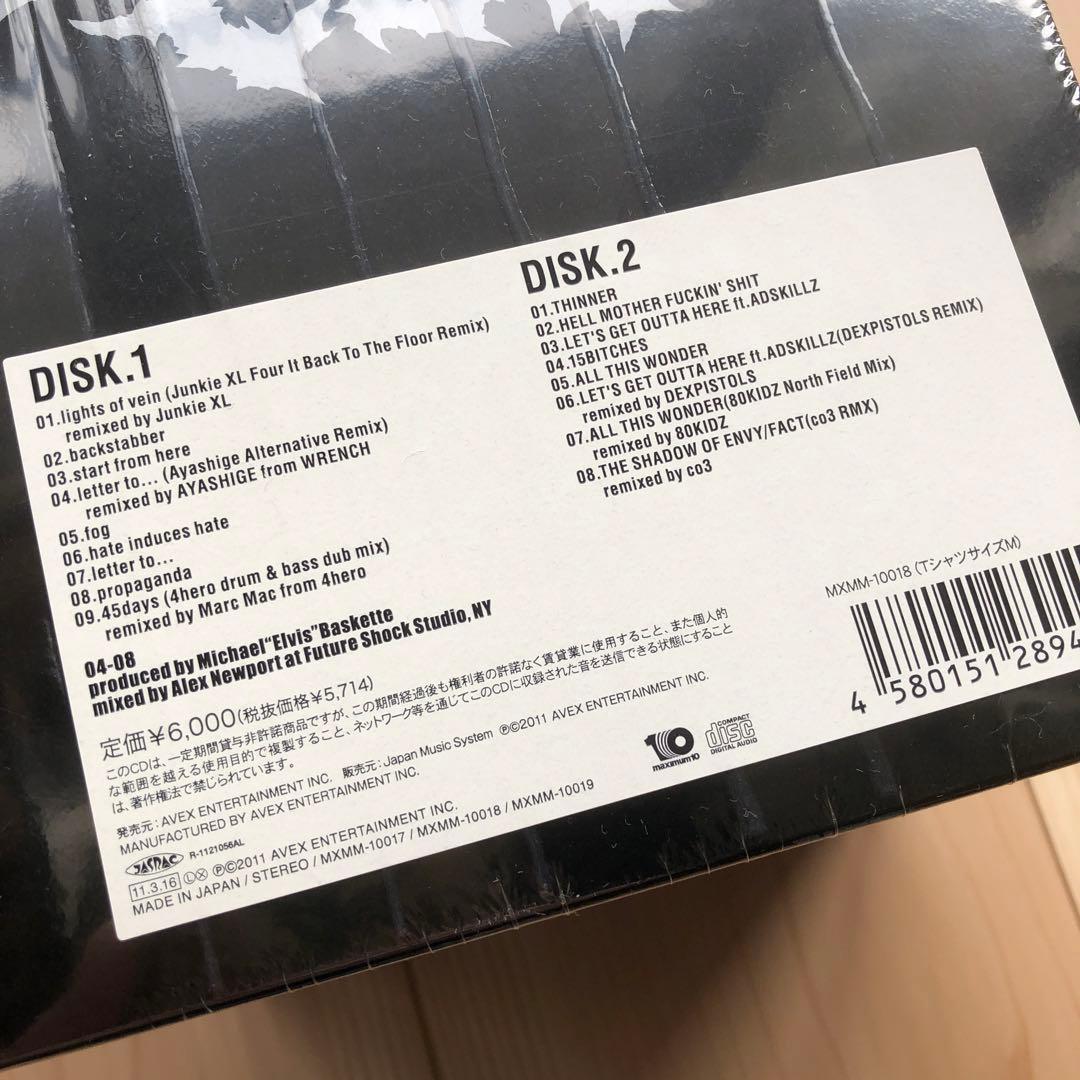 DISK.1
01.lights of vein (Junkie XL Four It Back To The Floor Remix)
remixed by Junkie XL
02.backstabber
03.start from here
04.letter to... (Ayashige Alternative Remix)
remixed by AYASHIGE from WRENCH
05.fog
06.hate induces hate
07.letter to...
08.propaganda
09.45days (4hero drum & bass dub mix)
remixed by Marc Mac from 4hero
04-08
produced by Michael"Elvis"Baskette
mixed by Alex Newport at Future Shock Studio, NY
DISK.2
01.THINNER
02.HELL MOTHER FUCKIN' SHIT
03.LET'S GET OUTTA HERE ft.ADSKILLZ
04.15BITCHES
05.ALL THIS WONDER
06.LET'S GET OUTTA HERE ft.ADSKILLZ(DEXPISTOLS REMIX)
remixed by DEXPISTOLS
07.ALL THIS WONDER(80KIDZ North Field Mix)
remixed by 80KIDZ
08.THE SHADOW OF ENVY/FACT(co3 RMX)
remixed by co3
MXMM-10018 (TシャツサイズM)
4 580151 2894
定価¥6,000(税抜価格¥5,714)
このCDは、一定期間貸与非許諾商品ですが、この期間経過後も権利者の許諾なく賃貸業に使用すること、また個人的
な範囲を越える使用目的で複製すること、ネットワーク等を通じてこのCDに収録された音を送信できる状態にすること
は、著作権法で禁じられています。
発売元:AVEX ENTERTAINMENT INC. 販売元:Japan Music System ℗©2011 AVEX ENTERTAINMENT INC.
MANUFACTURED BY AVEX ENTERTAINMENT INC.
JASRAC R-1121056AL
11.3.16 Ⓛ Ⓧ ℗©2011 AVEX ENTERTAINMENT INC.
MADE IN JAPAN / STEREO / MXMM-10017 / MXMM-10018 / MXMM-10019
10
maximum10
COMPACT
disc
DIGITAL AUDIO